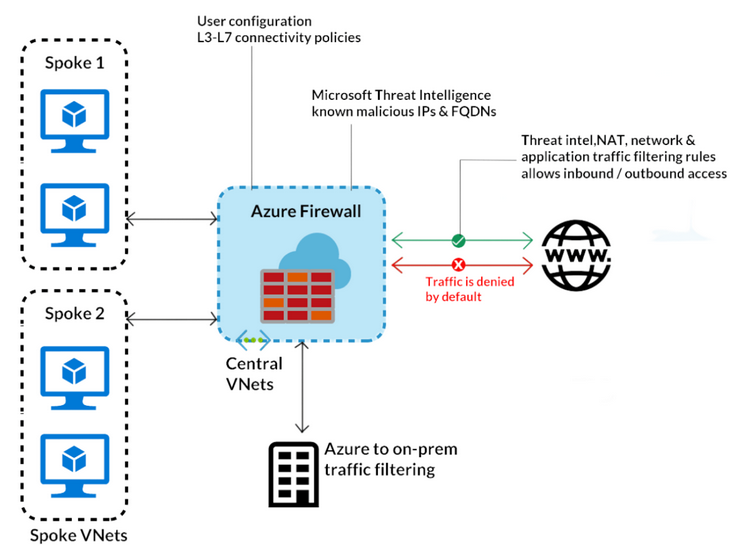 User configuration
L3-L7 connectivity policies
Spoke 1
Microsoft Threat Intelligence
known malicious IPs & FQDNs
Threat intel,NAT, network &
application traffic filtering rules
allows inbound / outbound access
Azure Firewall
www.
Traffic is denied
by default
Spoke 2
Central
VNets
Azure to on-prem
traffic filtering
Spoke VNets